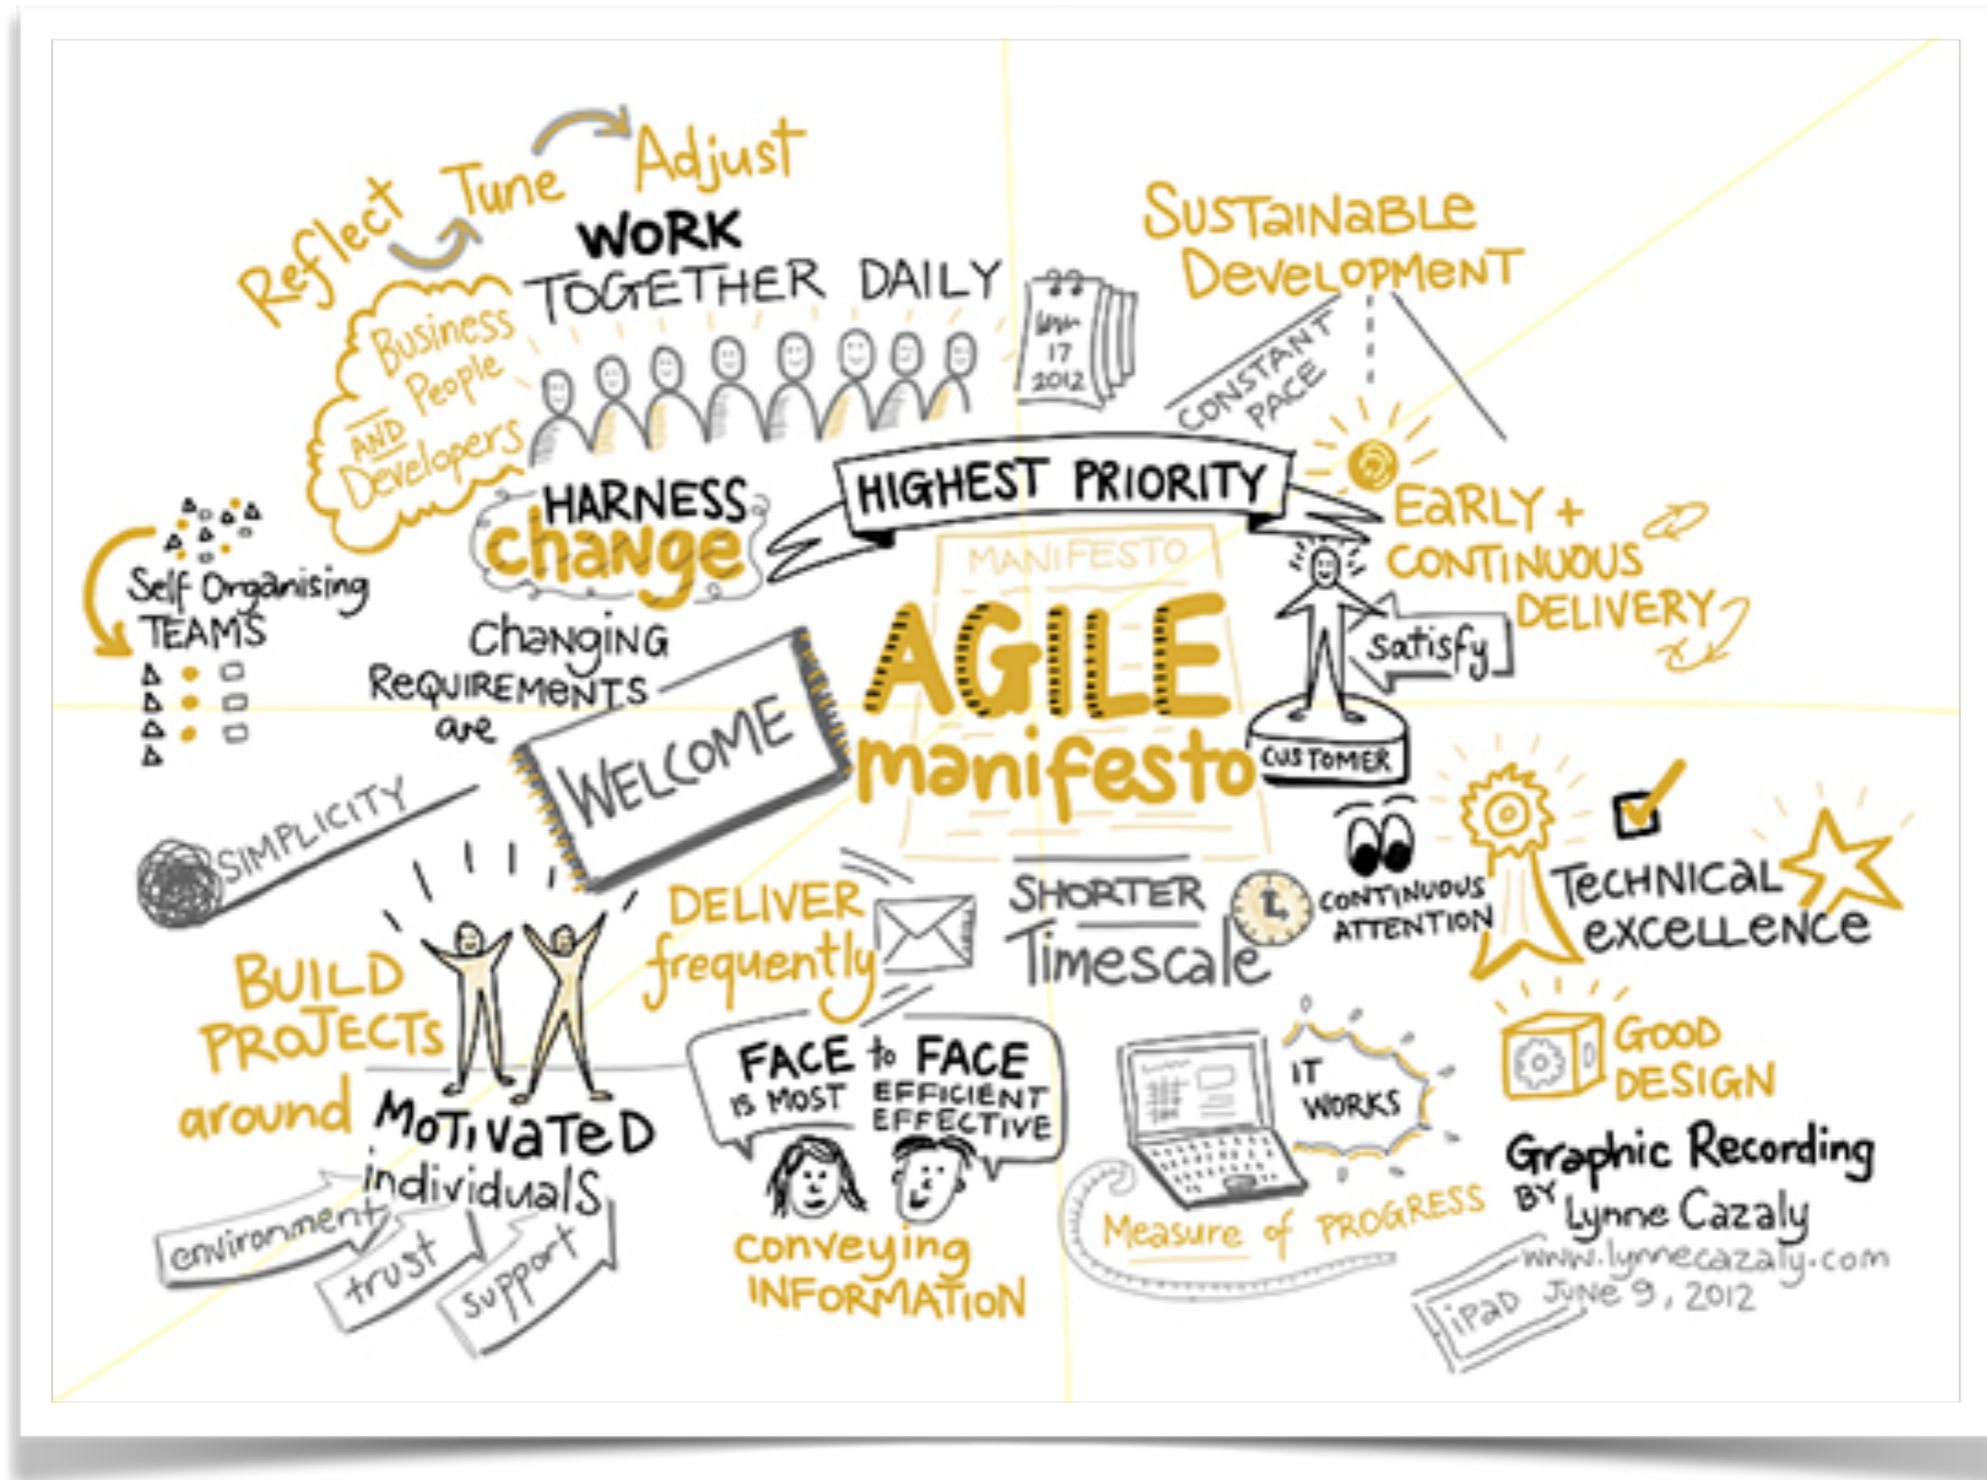 Reflect Tune Adjust
WORK
TOGETHER DAILY
Business
People
AND
Developers
17
2012
SUSTaiNaBLe
DeveLOPMeNT
CONSTANT
PACE
HIGHEST PRIORITY
EaRLY +
CONTINUOUS
DELIVERY
satisfy
CUSTOMER
HARNESS
change
Changing
ReQUIREMeNTS
are
WELCOME
Self Organising
TEAMS
MANIFESTO
AGILE
manifesto
SIMPLICITY
BUILD
PROJECTS
around
MoTivaTeD
individualS
environment
trust
support
DELIVER
frequently
SHORTER
Timescale
CONTINUOUS
ATTENTION
TeCHNICaL
eXCeLLENCe
FACE to FACE
IS MOST EFFICIENT
EFFECTIVE
conveying
INFORMATION
IT
WORKS
Measure of PROGRESS
GOOD
DESIGN
Graphic Recording
BY Lynne Cazaly
www.lynnecazaly.com
iPad JuNe 9, 2012